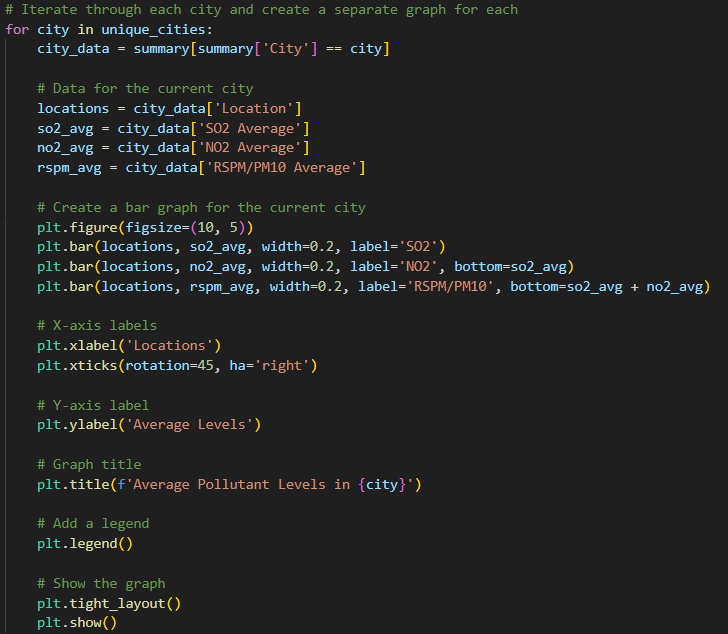 # Iterate through each city and create a separate graph for each
for city in unique_cities:
    city_data = summary[summary['City'] == city]

    # Data for the current city
    locations = city_data['Location']
    so2_avg = city_data['SO2 Average']
    no2_avg = city_data['NO2 Average']
    rspm_avg = city_data['RSPM/PM10 Average']

    # Create a bar graph for the current city
    plt.figure(figsize=(10, 5))
    plt.bar(locations, so2_avg, width=0.2, label='SO2')
    plt.bar(locations, no2_avg, width=0.2, label='NO2', bottom=so2_avg)
    plt.bar(locations, rspm_avg, width=0.2, label='RSPM/PM10', bottom=so2_avg + no2_avg)

    # X-axis labels
    plt.xlabel('Locations')
    plt.xticks(rotation=45, ha='right')

    # Y-axis label
    plt.ylabel('Average Levels')

    # Graph title
    plt.title(f'Average Pollutant Levels in {city}')

    # Add a legend
    plt.legend()

    # Show the graph
    plt.tight_layout()
    plt.show()